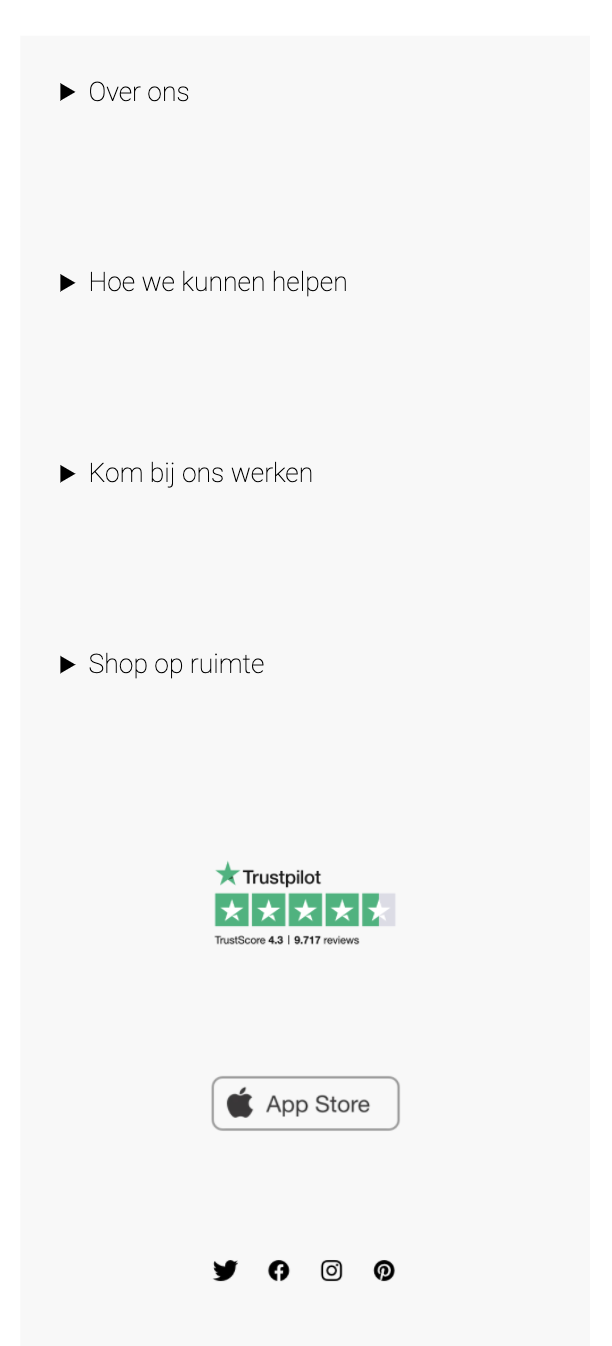 Over ons
Hoe we kunnen helpen
Kom bij ons werken
Shop op ruimte
Trustpilot
TrustScore 4.3 | 9.717 reviews
App Store